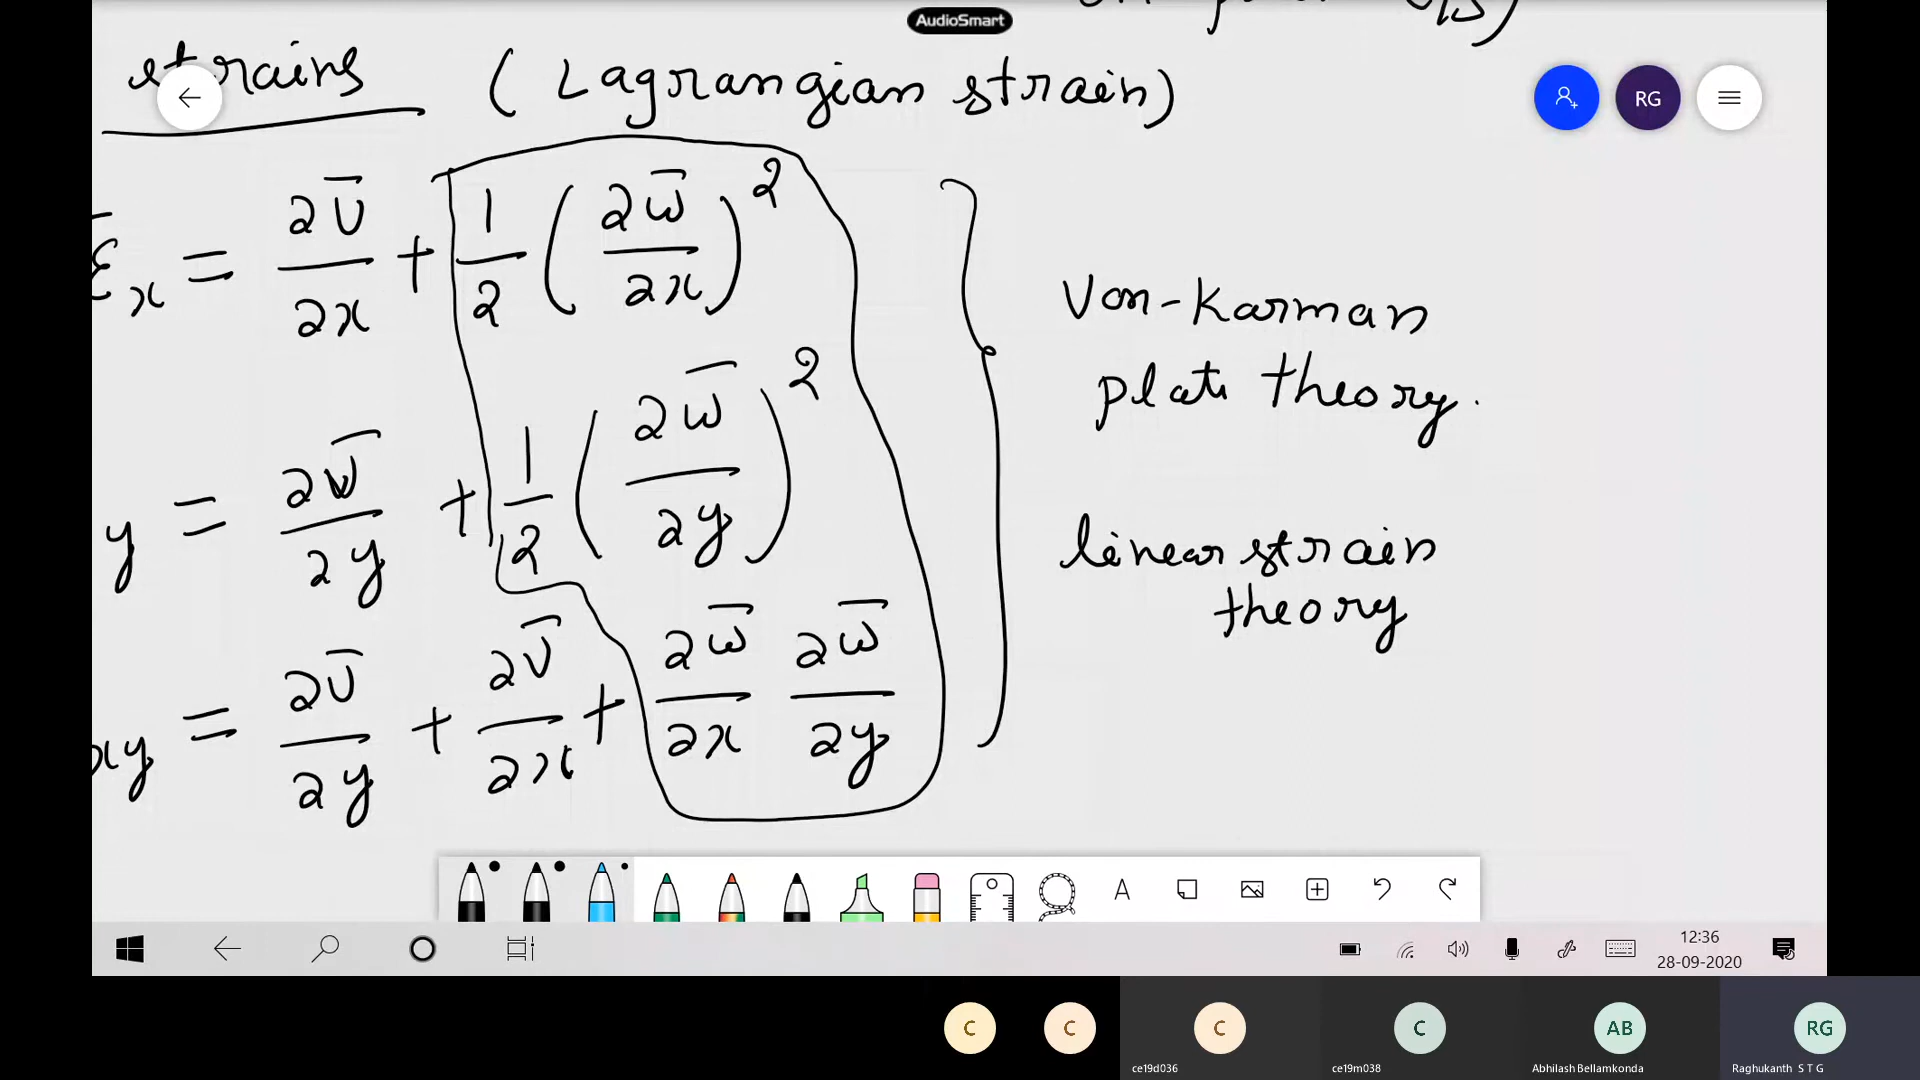 AudioSmart
strains (Lagrangian strain)
RG
ε̄x = ∂ū/∂x + 1/2 (∂w̄/∂x)²
y = ∂v̄/∂y + 1/2 (∂w̄/∂y)²
xy = ∂ū/∂y + ∂v̄/∂x + ∂w̄/∂x ∂w̄/∂y
Von-Karman
plate theory.
linear strain
theory
A
12:36
28-09-2020
C C C C AB RG
ce19d036 ce19m038 Abhilash Bellamkonda Raghukanth S T G